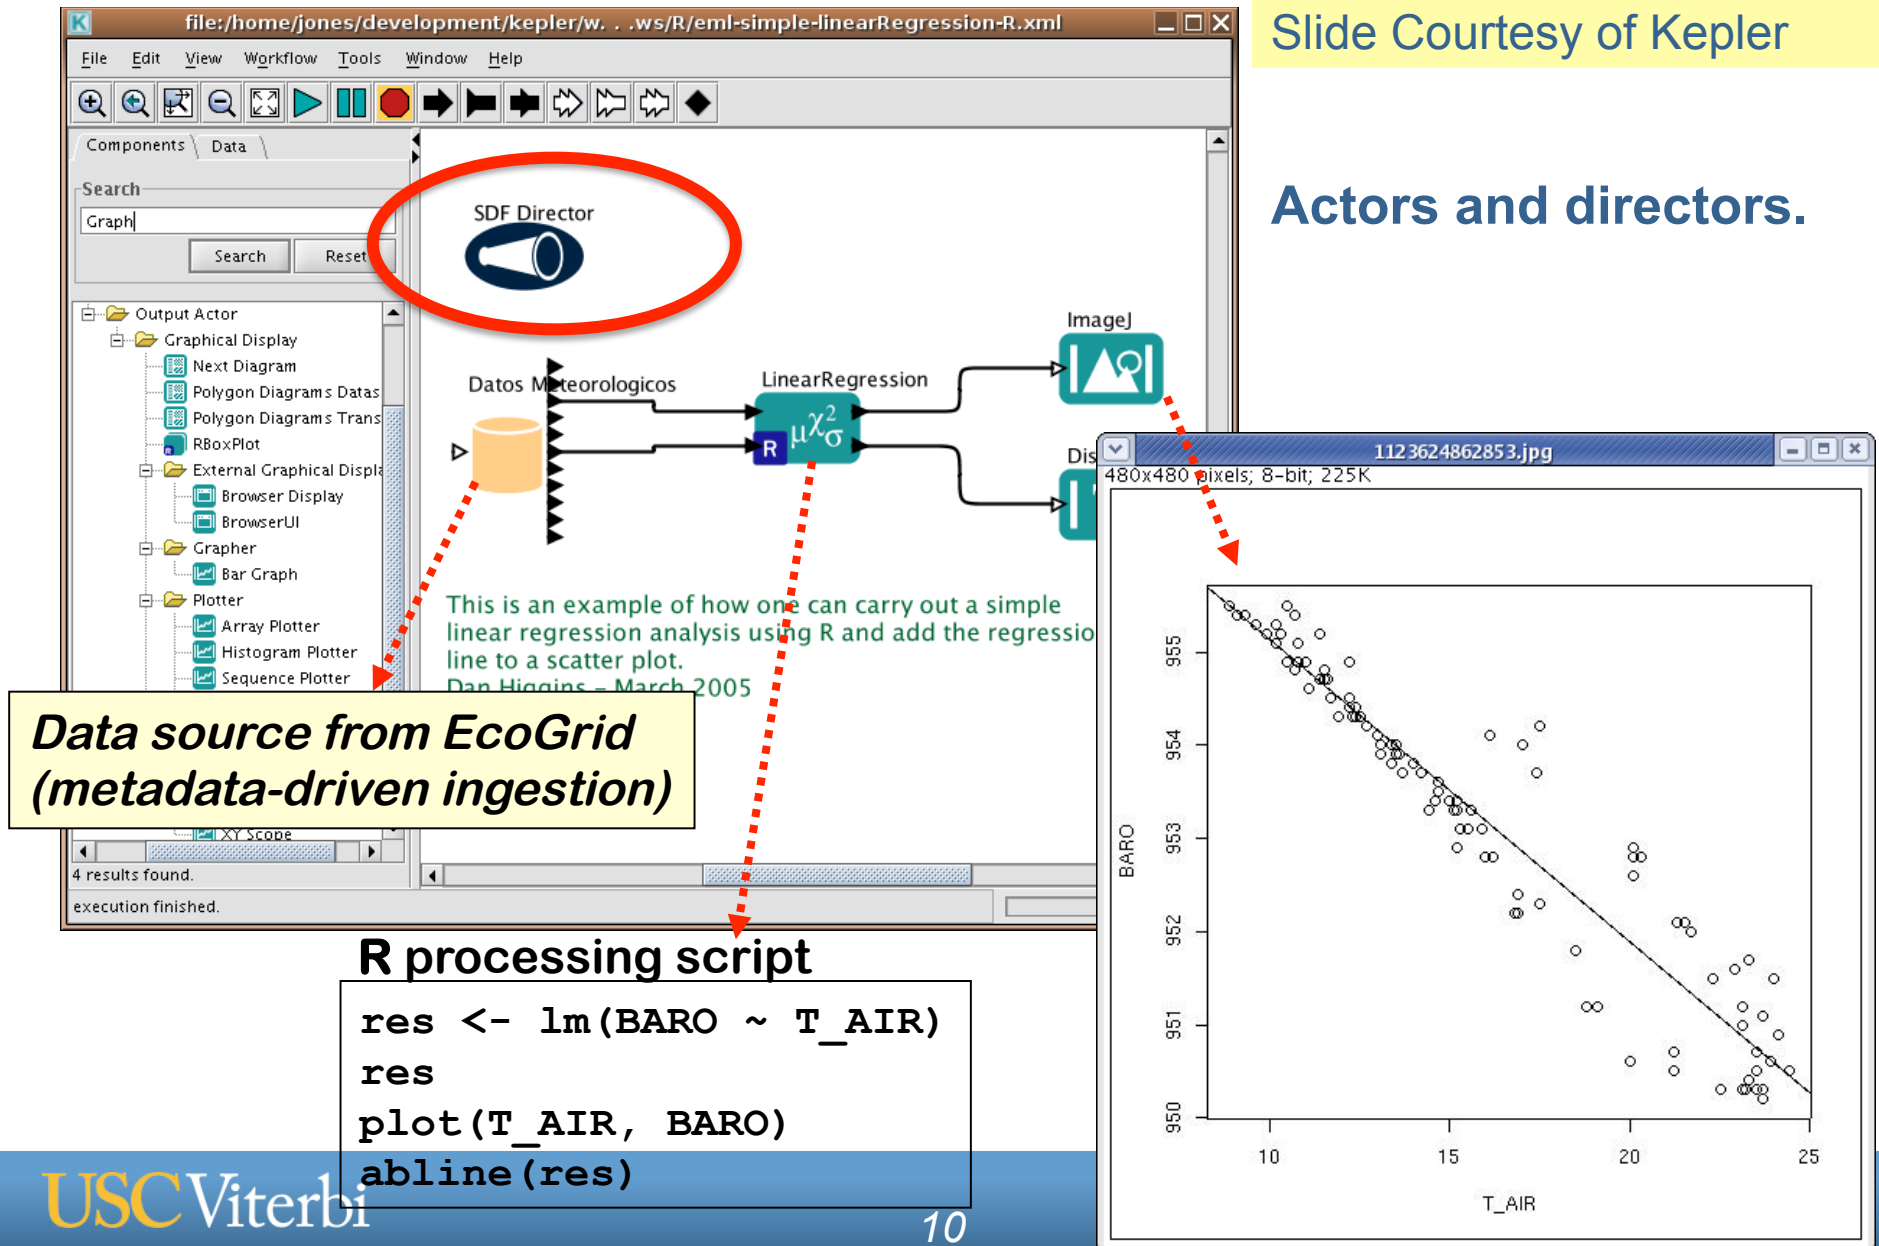 Slide Courtesy of Kepler
Actors and directors.
file:/home/jones/development/kepler/w. . .ws/R/eml-simple-linearRegression-R.xml
File Edit View Workflow Tools Window Help
Components Data
Search
Graph
Search Reset
Output Actor
Graphical Display
Next Diagram
Polygon Diagrams Datas
Polygon Diagrams Trans
RBoxPlot
External Graphical Displa
Browser Display
BrowserUI
Grapher
Bar Graph
Plotter
Array Plotter
Histogram Plotter
Sequence Plotter
XY Scope
4 results found.
execution finished.
SDF Director
Datos Meteorologicos
LinearRegression
R μχ2σ
ImageJ
Dis
This is an example of how one can carry out a simple
linear regression analysis using R and add the regressio
line to a scatter plot.
Dan Higgins – March 2005
Data source from EcoGrid
(metadata-driven ingestion)
R processing script
res <- lm(BARO ~ T_AIR)
res
plot(T_AIR, BARO)
abline(res)
1123624862853.jpg
480x480 pixels; 8-bit; 225K
BARO
955
954
953
952
951
950
10 15 20 25
T_AIR
USC Viterbi
10